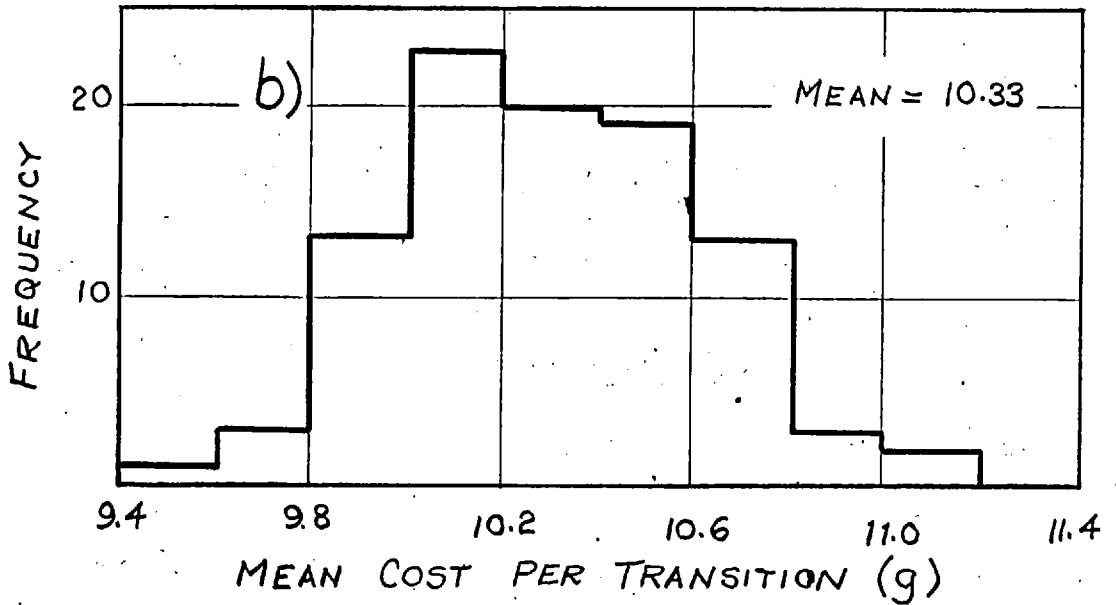 b)
MEAN = 10.33
20
10
FREQUENCY
9.4 9.8 10.2 10.6 11.0 11.4
MEAN COST PER TRANSITION (g)